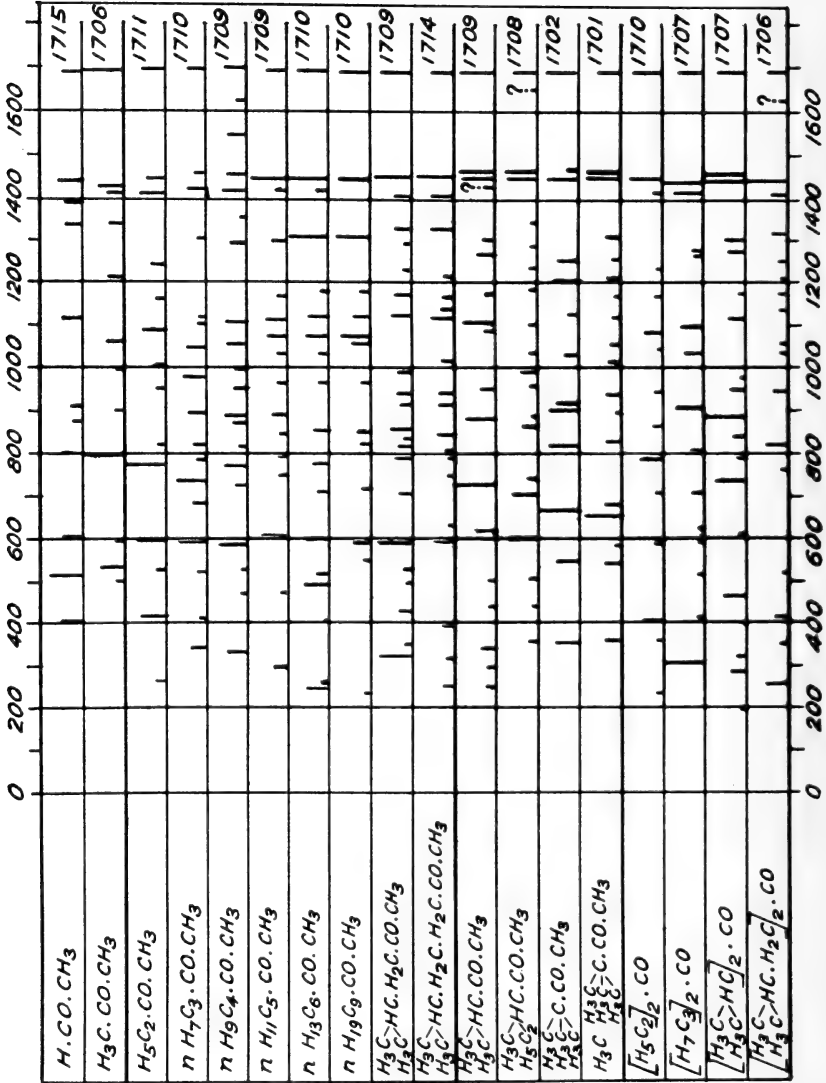 0 200 400 600 800 1000 1200 1400 1600
H.CO.CH3 1715
H3C.CO.CH3 1706
H5C2.CO.CH3 1711
n H7C3.CO.CH3 1710
n H9C4.CO.CH3 1709
n H11C5.CO.CH3 1709
n H13C6.CO.CH3 1710
n H19C9.CO.CH3 1710
H3C
H3C>HC.H2C.CO.CH3 1709
H3C
H3C>HC.H2C.H2C.CO.CH3 1714
H3C
H3C>HC.CO.CH3 ? 1709
H3C
H5C2>HC.CO.CH3 ? 1708
H3C
H3C>C.CO.CH3 1702
H3C
H3C H3C
H3C>C.CO.CH3 1701
H3C
[H5C2]2.CO 1710
[H7C3]2.CO 1707
[H3C
H3C>HC]2.CO 1707
[H3C
H3C>HC.H2C]2.CO ? 1706
0 200 400 600 800 1000 1200 1400 1600